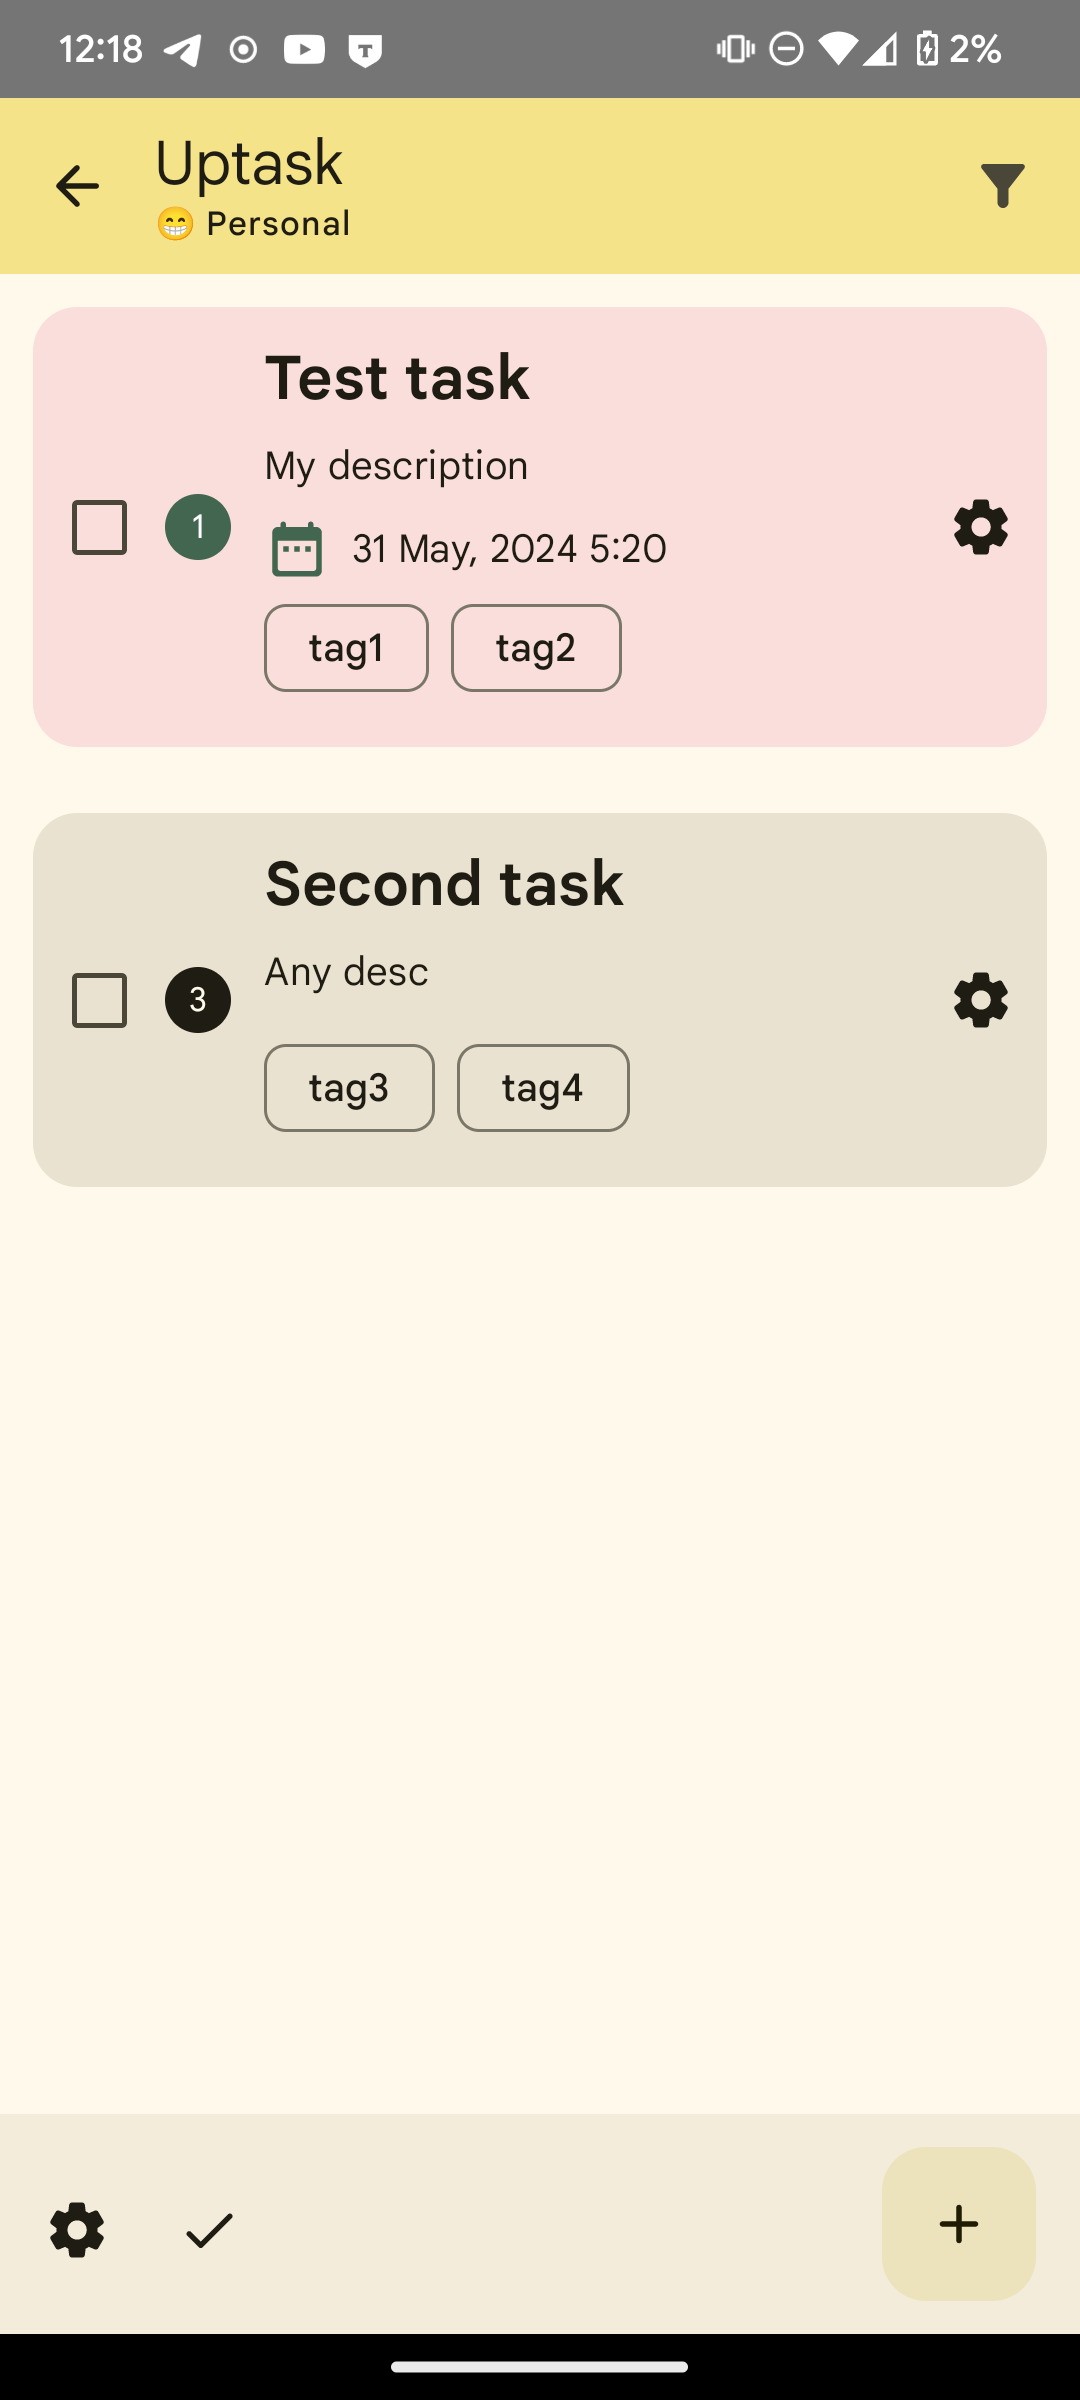 12:18 2%
Uptask
😁 Personal
Test task
My description
1
31 May, 2024 5:20
tag1 tag2
Second task
Any desc
3
tag3 tag4